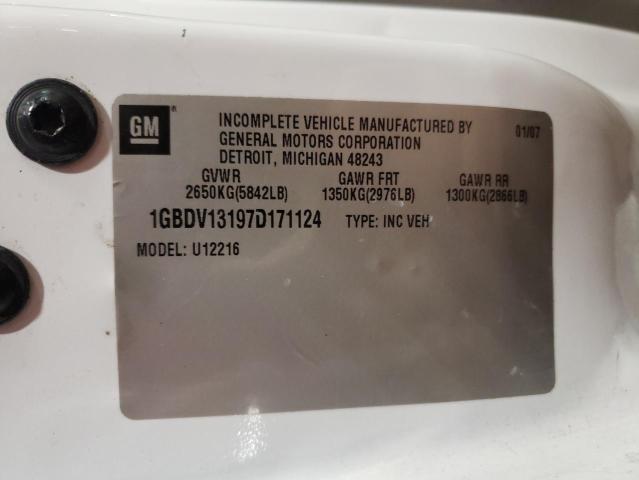 GM®
INCOMPLETE VEHICLE MANUFACTURED BY 01/07
GENERAL MOTORS CORPORATION
DETROIT, MICHIGAN 48243
GVWR GAWR FRT GAWR RR
2650KG(5842LB) 1350KG(2976LB) 1300KG(2866LB)
1GBDV13197D171124 TYPE: INC VEH
MODEL: U12216